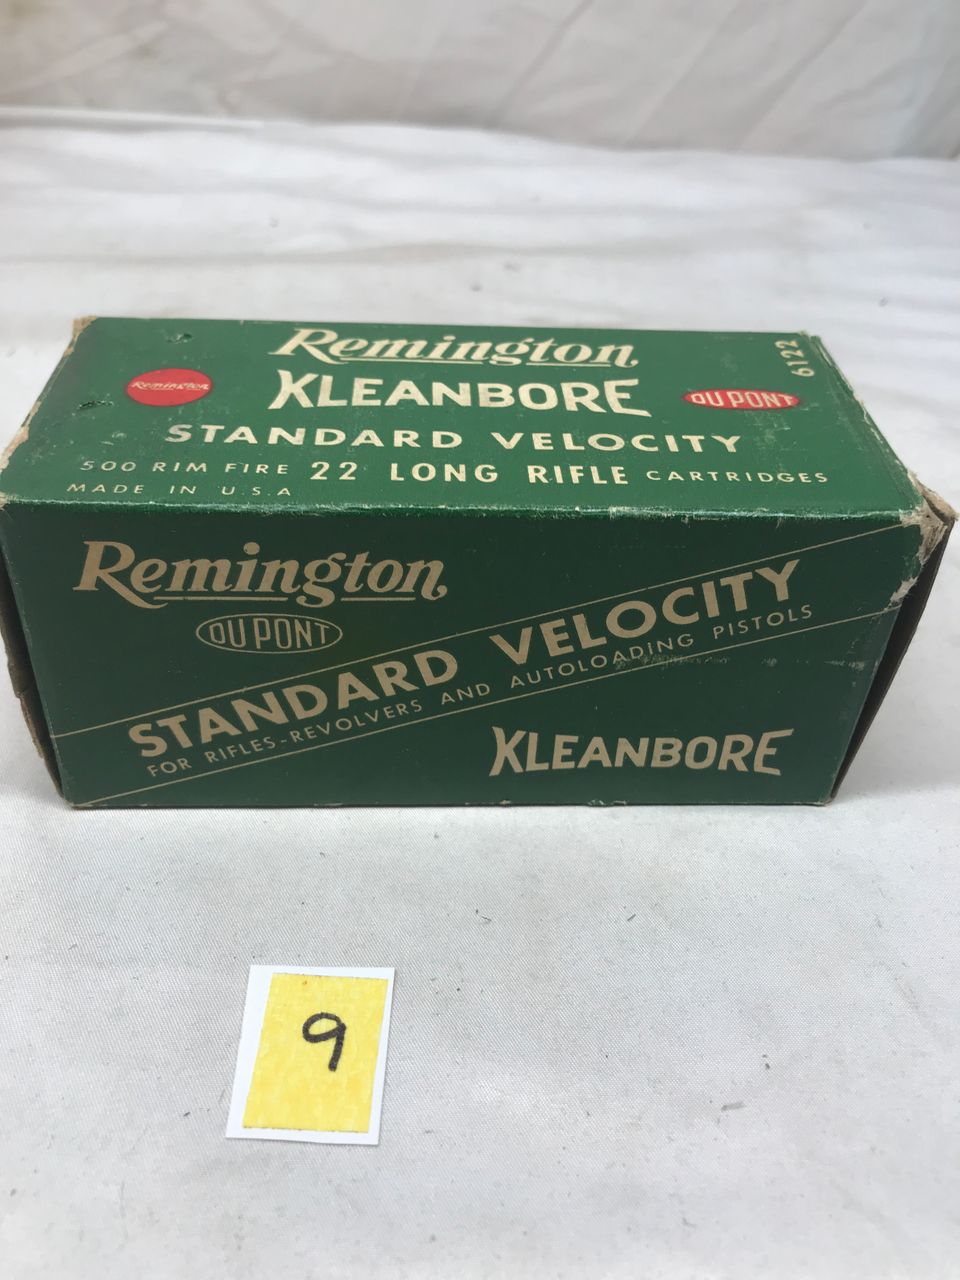 Remington
KLEANBORE
Remington
DU PONT
6122
STANDARD VELOCITY
500 RIM FIRE 22 LONG RIFLE CARTRIDGES
MADE IN U.S.A
Remington
DU PONT
STANDARD VELOCITY
FOR RIFLES-REVOLVERS AND AUTOLOADING PISTOLS
KLEANBORE
9